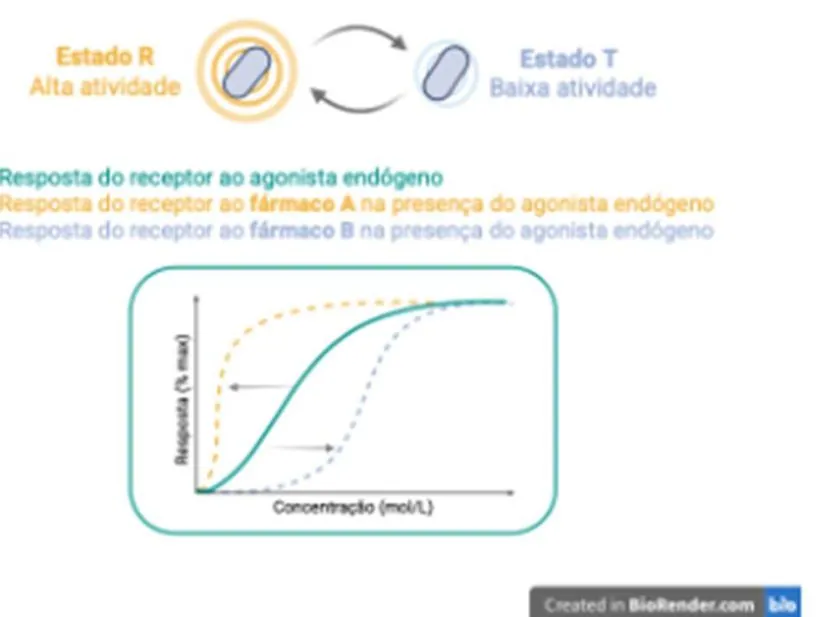 Estado R
Alta atividade
Estado T
Baixa atividade
Resposta do receptor ao agonista endógeno
Resposta do receptor ao fármaco A na presença do agonista endógeno
Resposta do receptor ao fármaco B na presença do agonista endógeno
Resposta (% max)
Concentração (mol/L)
Created in BioRender.com bio